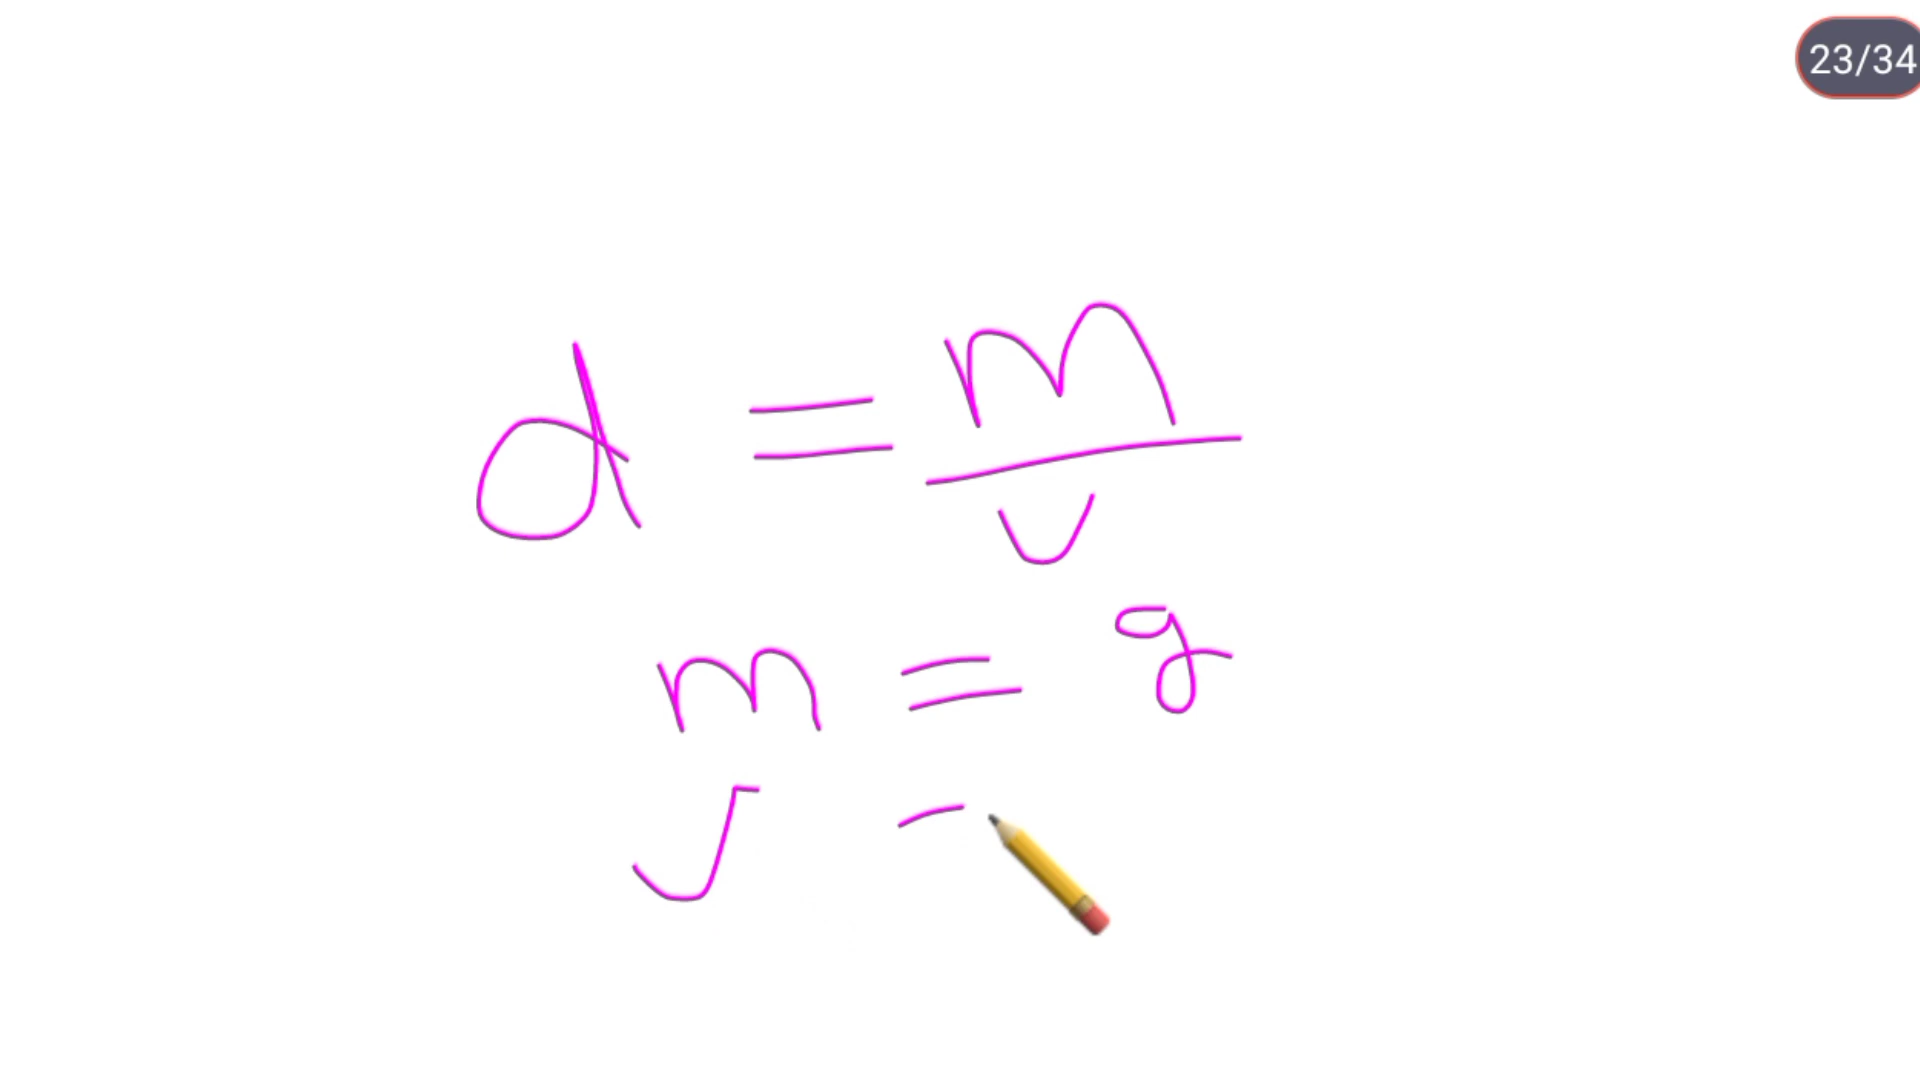 23/34
d = m/v
m = g
v -